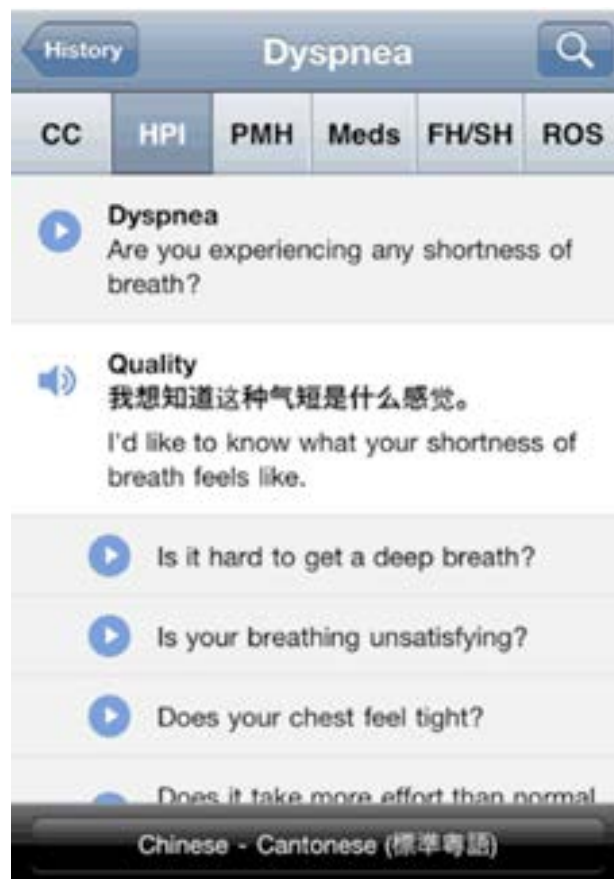 History
Dyspnea
CC HPI PMH Meds FH/SH ROS
Dyspnea
Are you experiencing any shortness of
breath?
Quality
我想知道这种气短是什么感觉。
I'd like to know what your shortness of
breath feels like.
Is it hard to get a deep breath?
Is your breathing unsatisfying?
Does your chest feel tight?
Does it take more effort than normal
Chinese - Cantonese (標準粵語)